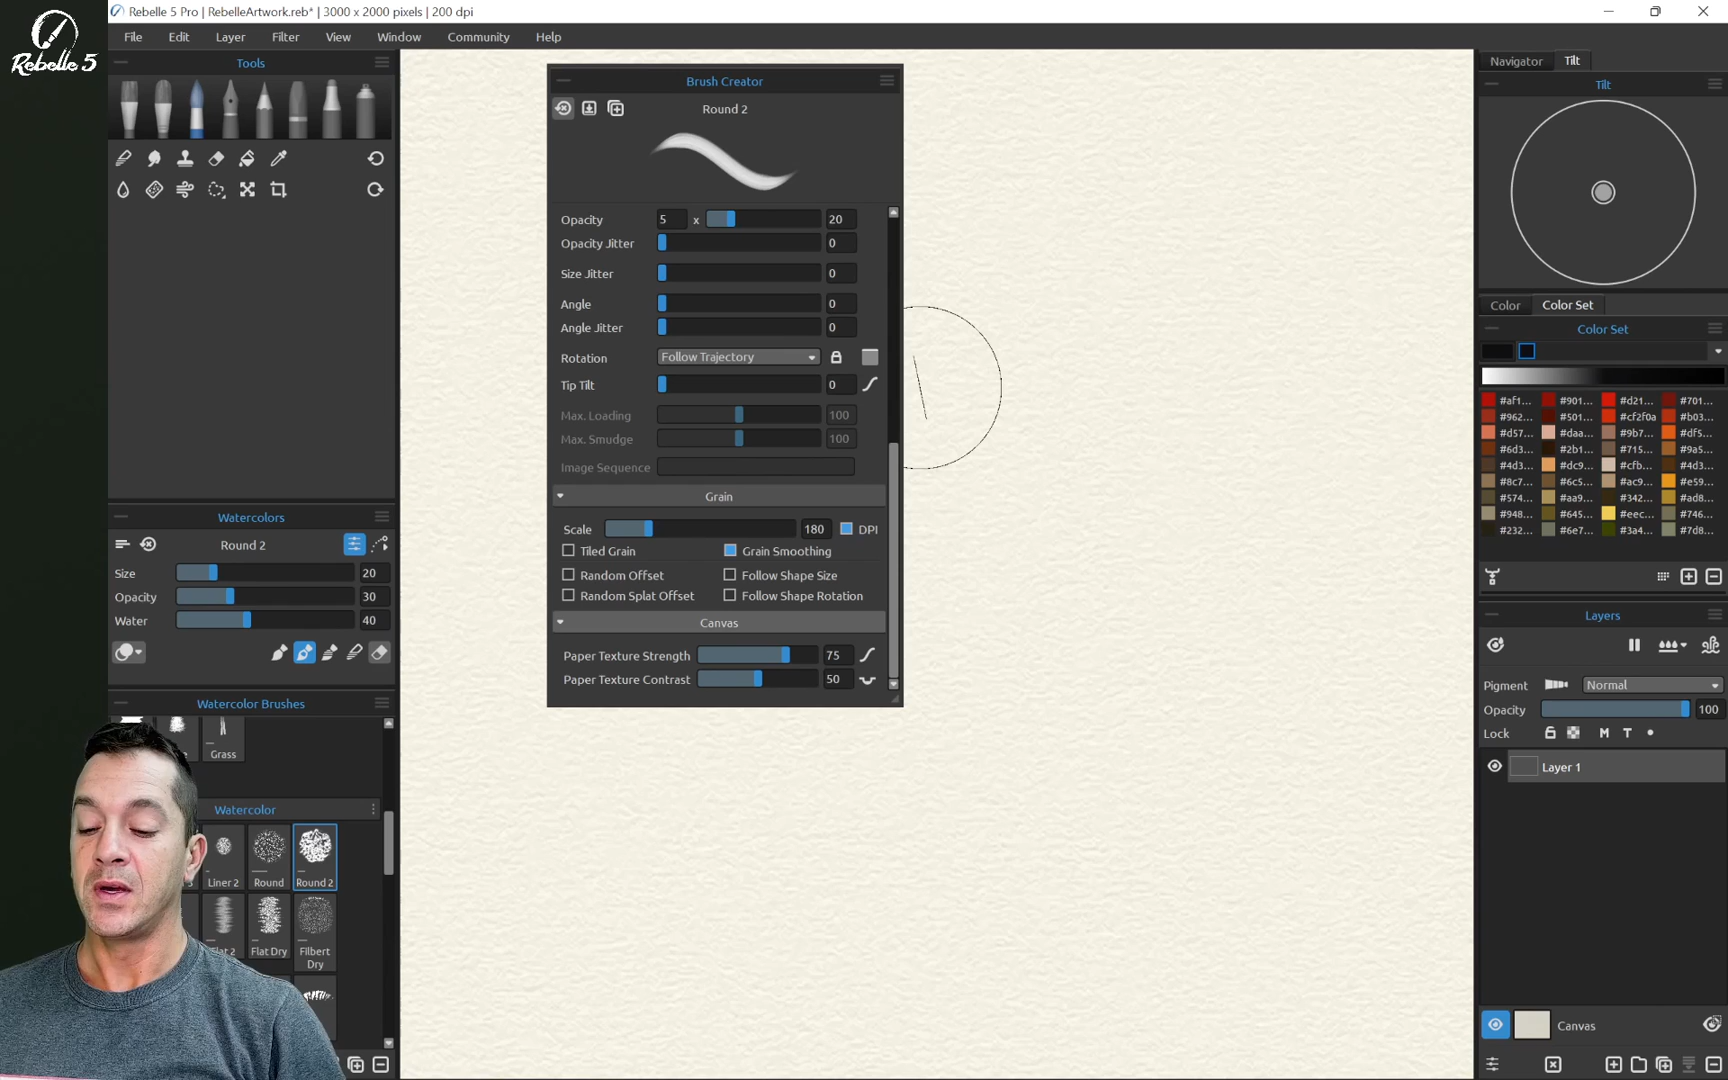 Rebelle 5
Rebelle 5 Pro | RebelleArtwork.reb* | 3000 x 2000 pixels | 200 dpi
File Edit Layer Filter View Window Community Help
Tools
Watercolors
Round 2
Size 20
Opacity 30
Water 40
Watercolor Brushes
Grass
Watercolor
Liner 2 Round Round 2
Flat 2 Flat Dry Filbert
Dry
Brush Creator
Round 2
Opacity 5 x 20
Opacity Jitter 0
Size Jitter 0
Angle 0
Angle Jitter 0
Rotation Follow Trajectory
Tip Tilt 0
Max. Loading 100
Max. Smudge 100
Image Sequence
Grain
Scale 180 DPI
Tiled Grain Grain Smoothing
Random Offset Follow Shape Size
Random Splat Offset Follow Shape Rotation
Canvas
Paper Texture Strength 75
Paper Texture Contrast 50
Navigator Tilt
Tilt
Color Color Set
Color Set
#af1... #901... #d21... #701...
#962... #501... #cf2f0a #b03...
#d57... #daa... #9b7... #df5...
#6d3... #2b1... #715... #9a5...
#4d3... #dc9... #cfb... #4d3...
#8c7... #6c5... #ac9... #e59...
#574... #aa9... #342... #ad8...
#948... #645... #eec... #746...
#232... #6e7... #3a4... #7d8...
Layers
Pigment Normal
Opacity 100
Lock M T
Layer 1
Canvas